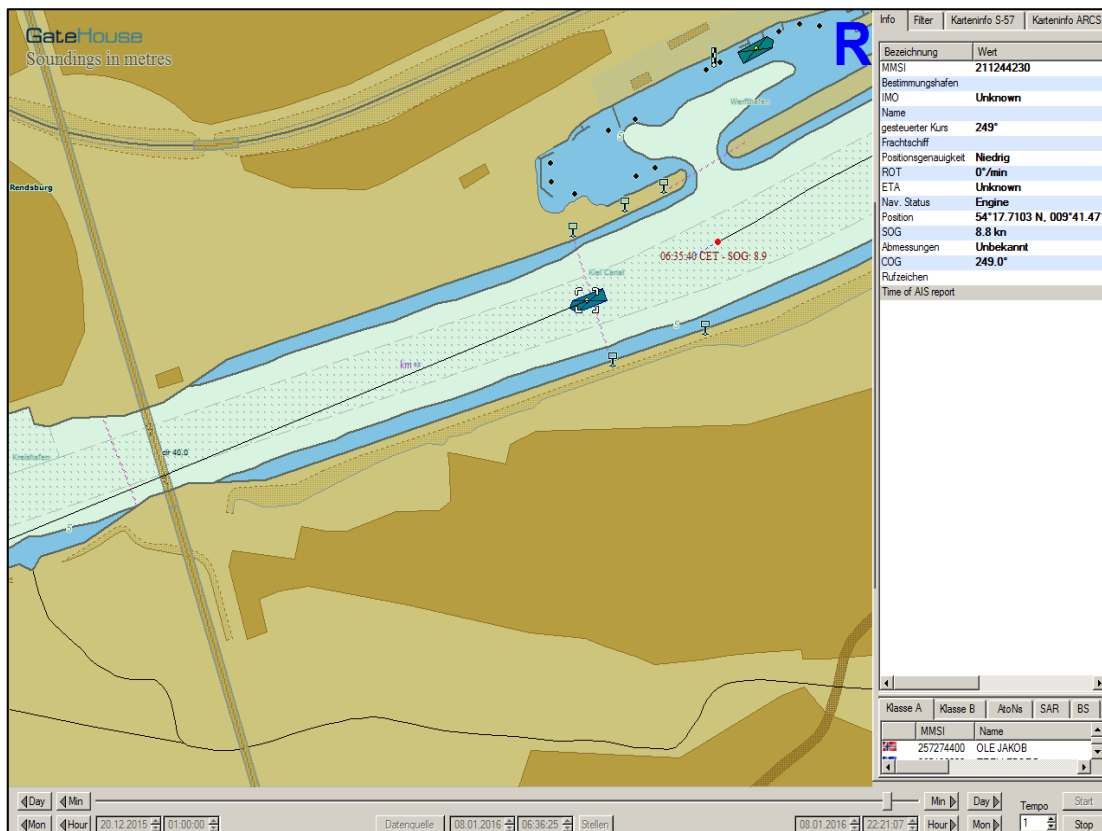 GateHouse
Soundings in metres
R
Werfthafen
Rendsburg
06:35:40 CET - SOG: 8.9
Kiel Canal
km
clr 40.0
Kreishafen
S
S
S
Info Filter Karteninfo S-57 Karteninfo ARCS
Bezeichnung Wert
MMSI 211244230
Bestimmungshafen
IMO Unknown
Name
gesteuerter Kurs 249°
Frachtschiff
Positionsgenauigkeit Niedrig
ROT 0°/min
ETA Unknown
Nav. Status Engine
Position 54°17.7103 N, 009°41.47
SOG 8.8 kn
Abmessungen Unbekannt
COG 249.0°
Rufzeichen
Time of AIS report
Klasse A Klasse B AtoNs SAR BS
MMSI Name
257274400 OLE JAKOB
Day Min Min Day Tempo Start
Mon Hour 20.12.2015 01:00:00 Datenquelle 08.01.2016 06:36:25 Stellen 08.01.2016 22:21:07 Hour Mon 1 Stop